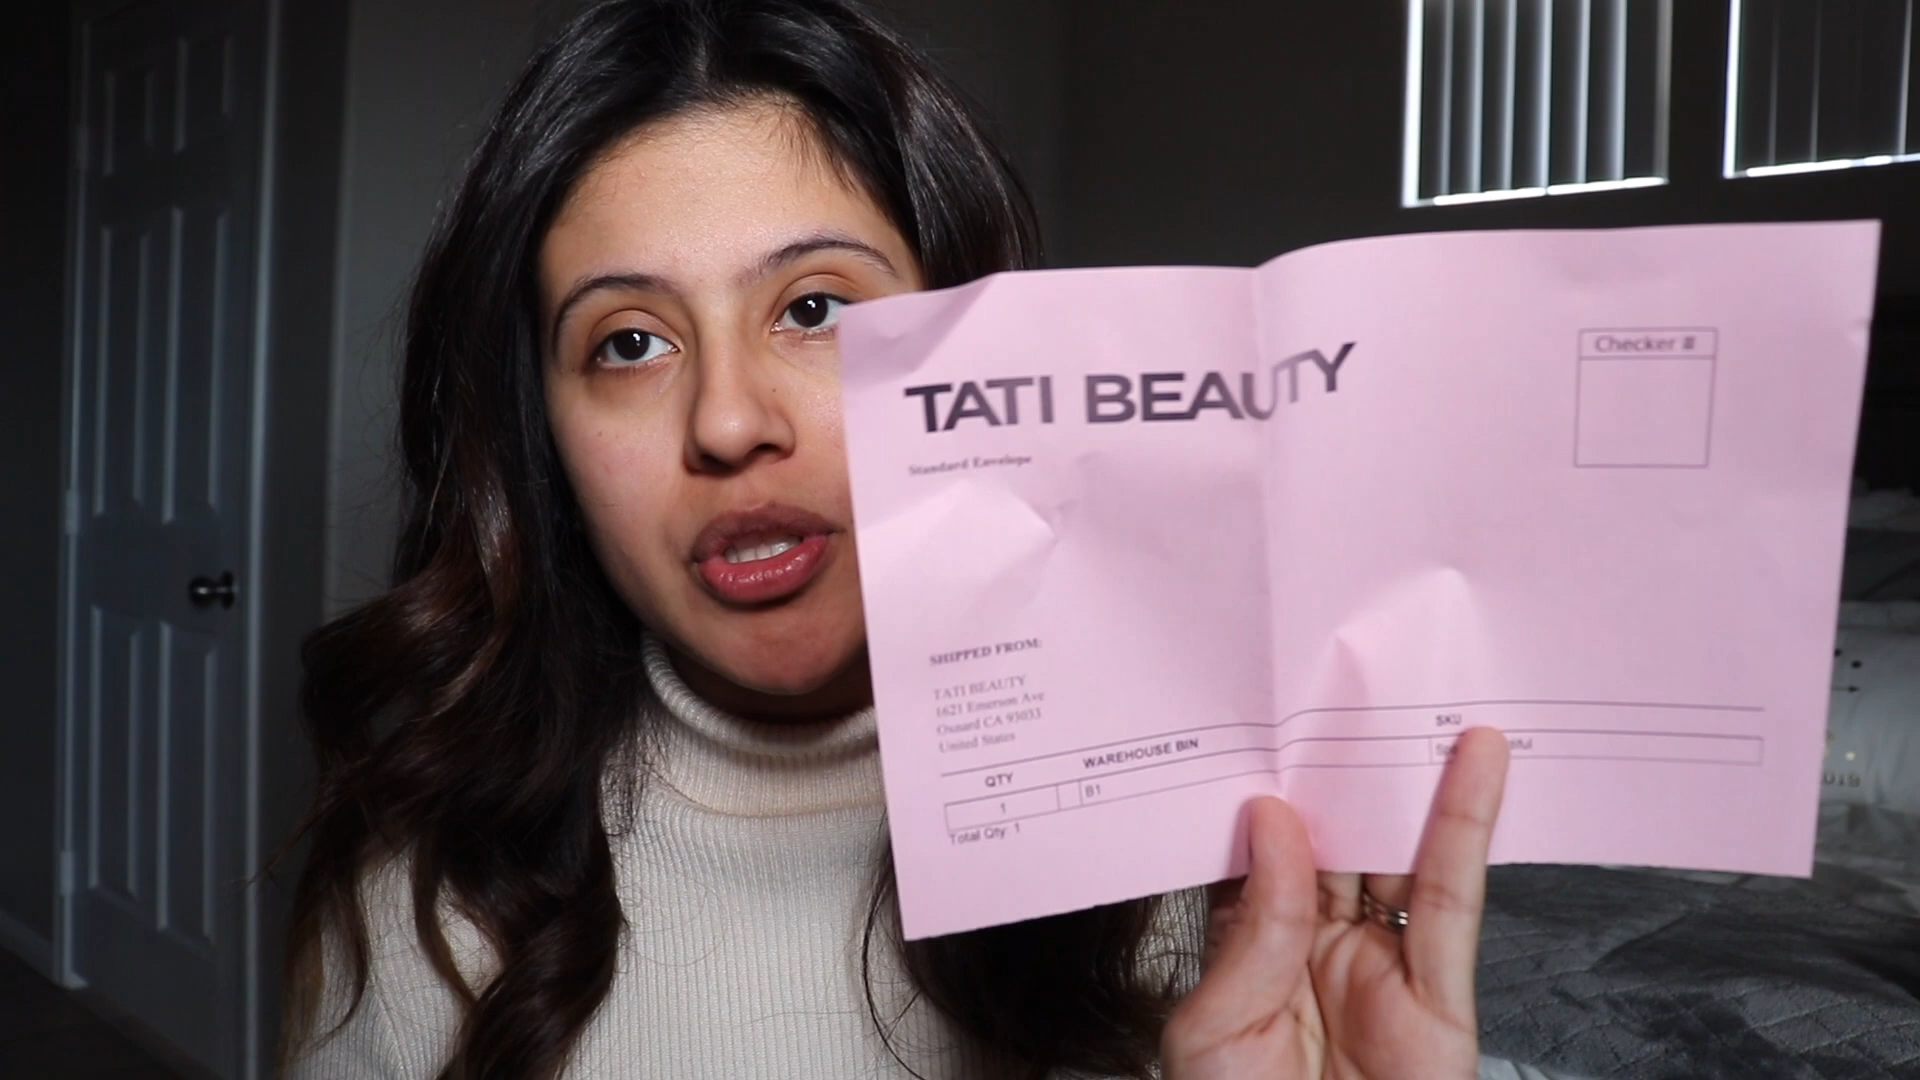 TATI BEAUTY
Checker #
Standard Envelope
SHIPPED FROM:
TATI BEAUTY
1621 Emerson Ave
Oxnard CA 93033
United States
QTY WAREHOUSE BIN SKU
1 B1
Total Qty: 1